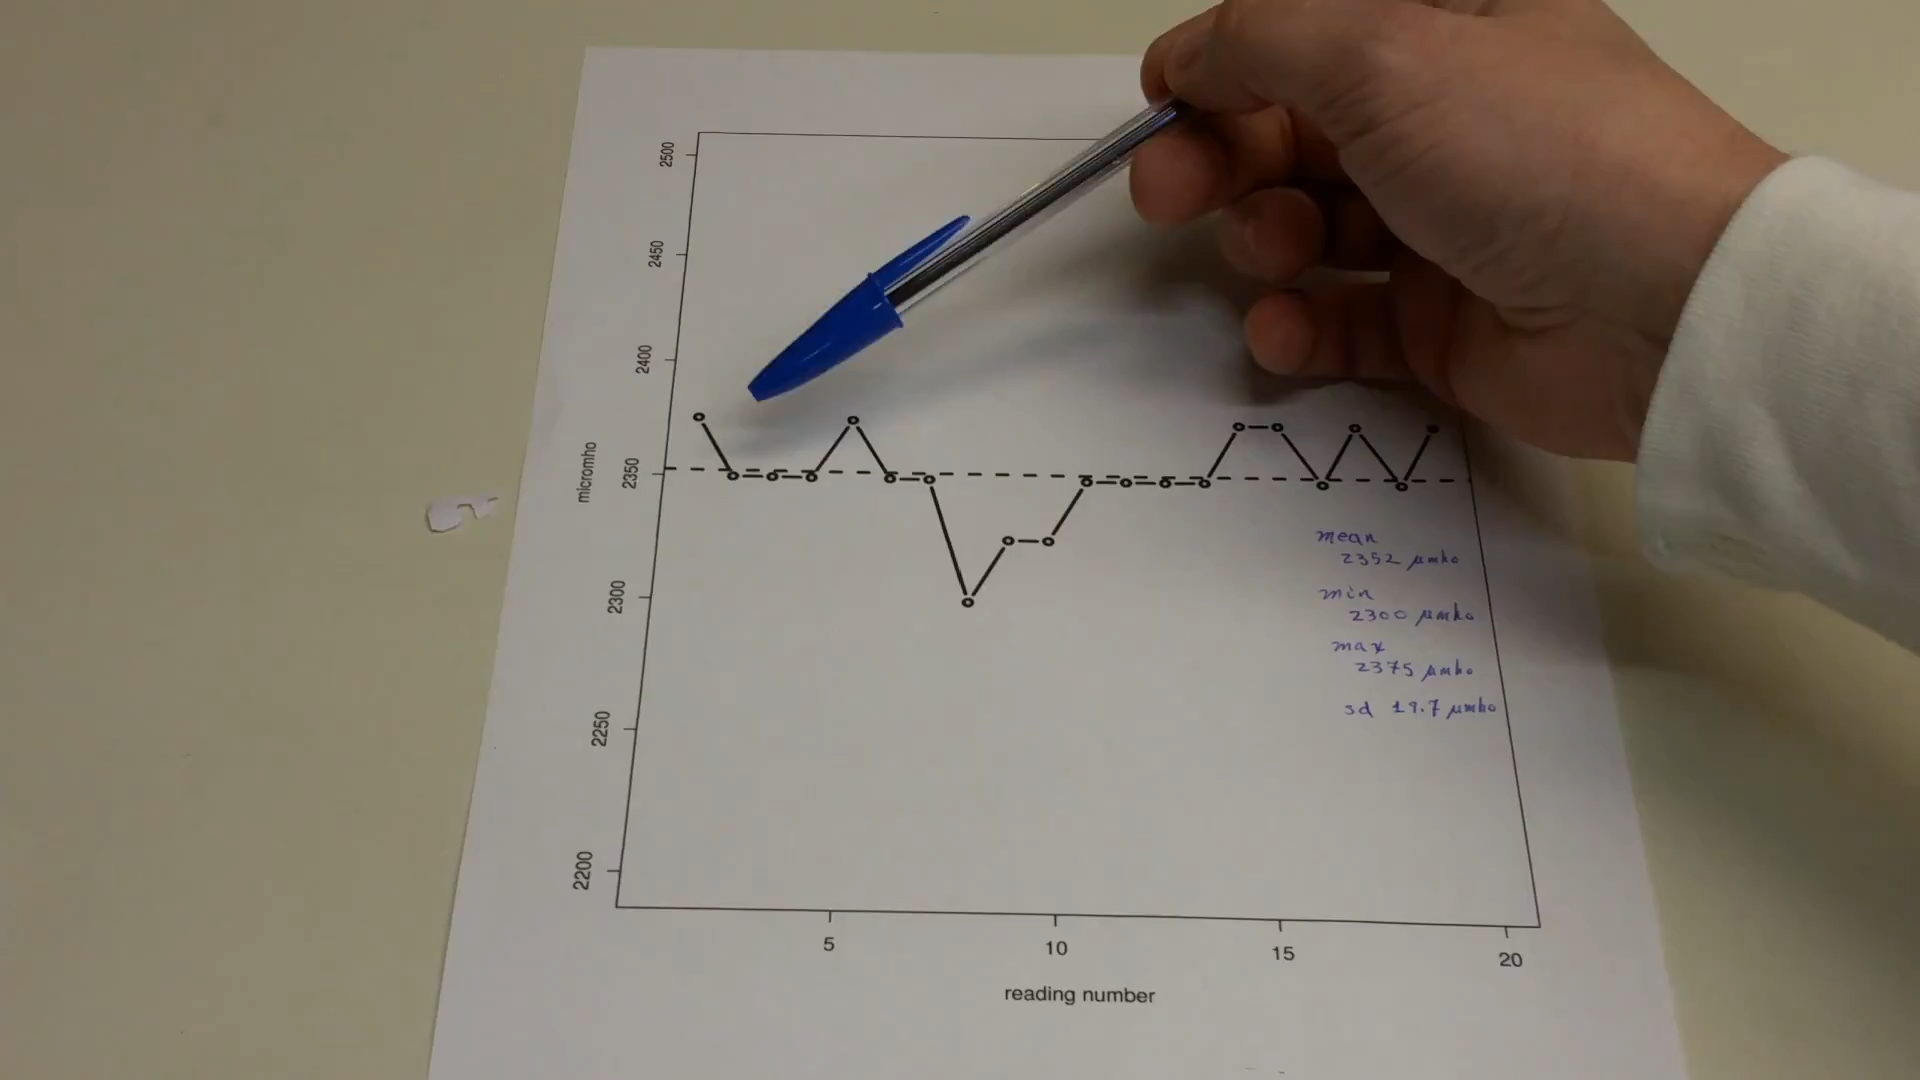 2500
2450
2400
2350
2300
2250
2200
micromho
5
10
15
20
reading number
mean
2352 μmho
min
2300 μmho
max
2375 μmho
sd 19.7 μmho